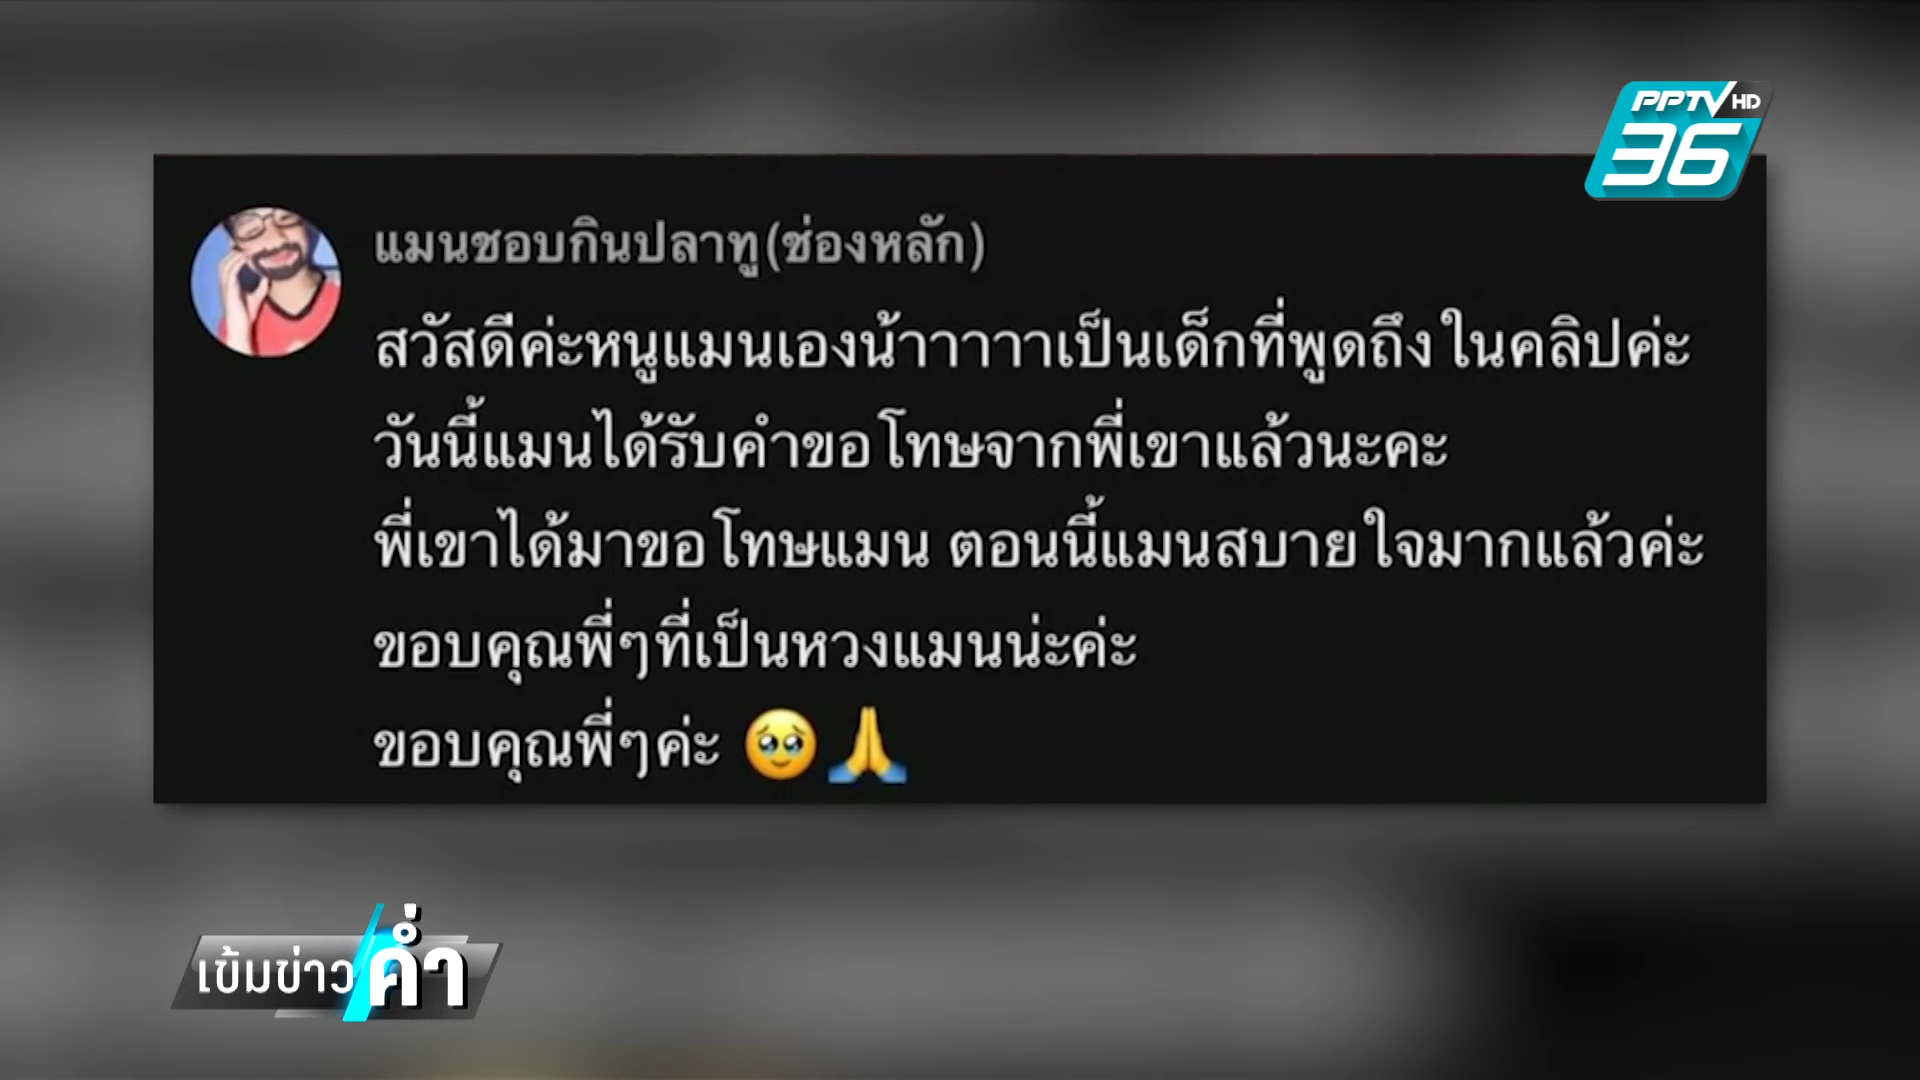 PPTV HD
36
แมนชอบกินปลาทู(ช่องหลัก)
สวัสดีค่ะหนูแมนเองน้าาาาาเป็นเด็กที่พูดถึงในคลิปค่ะ
วันนี้แมนได้รับคำขอโทษจากพี่เขาแล้วนะคะ
พี่เขาได้มาขอโทษแมน ตอนนี้แมนสบายใจมากแล้วค่ะ
ขอบคุณพี่ๆที่เป็นหวงแมนน่ะค่ะ
ขอบคุณพี่ๆค่ะ 🥹🙏
เข้มข่าวค่ำ